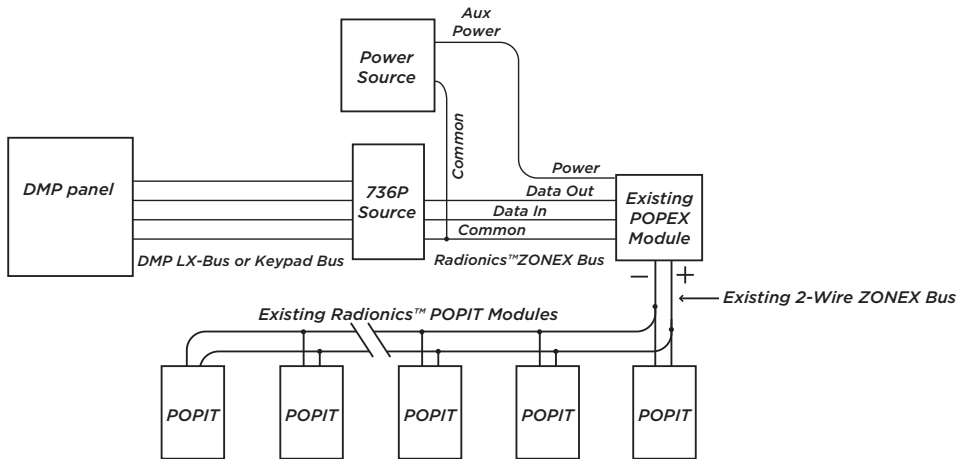 Aux
Power
Power
Source
Common
DMP panel
736P
Source
Power
Data Out
Data In
Common
Existing
POPEX
Module
DMP LX-Bus or Keypad Bus
Radionics™ZONEX Bus
– +
Existing 2-Wire ZONEX Bus
Existing Radionics™ POPIT Modules
POPIT
POPIT
POPIT
POPIT
POPIT